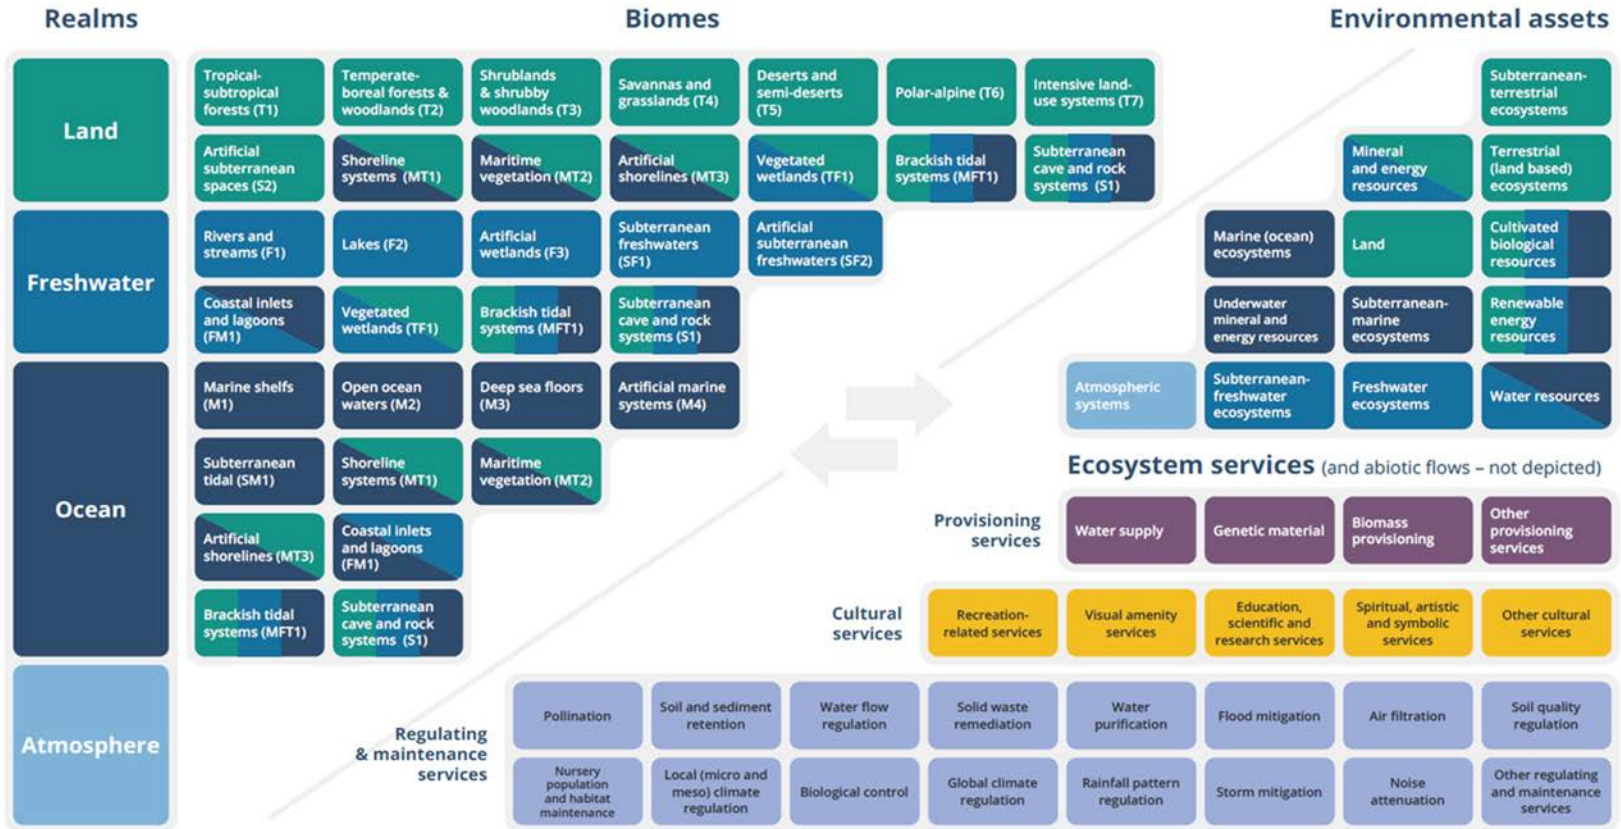 Realms
Biomes
Environmental assets
Land
Tropical-
subtropical
forests (T1)
Temperate-
boreal forests &
woodlands (T2)
Shrublands
& shrubby
woodlands (T3)
Savannas and
grasslands (T4)
Deserts and
semi-deserts
(T5)
Polar-alpine (T6)
Intensive land-
use systems (T7)
Artificial
subterranean
spaces (S2)
Shoreline
systems (MT1)
Maritime
vegetation (MT2)
Artificial
shorelines (MT3)
Vegetated
wetlands (TF1)
Brackish tidal
systems (MFT1)
Subterranean
cave and rock
systems (S1)
Freshwater
Rivers and
streams (F1)
Lakes (F2)
Artificial
wetlands (F3)
Subterranean
freshwaters
(SF1)
Artificial
subterranean
freshwaters (SF2)
Coastal inlets
and lagoons
(FM1)
Vegetated
wetlands (TF1)
Brackish tidal
systems (MFT1)
Subterranean
cave and rock
systems (S1)
Ocean
Marine shelfs
(M1)
Open ocean
waters (M2)
Deep sea floors
(M3)
Artificial marine
systems (M4)
Subterranean
tidal (SM1)
Shoreline
systems (MT1)
Maritime
vegetation (MT2)
Artificial
shorelines (MT3)
Coastal inlets
and lagoons
(FM1)
Brackish tidal
systems (MFT1)
Subterranean
cave and rock
systems (S1)
Atmosphere
Subterranean-
terrestrial
ecosystems
Mineral
and energy
resources
Terrestrial
(land based)
ecosystems
Marine (ocean)
ecosystems
Land
Cultivated
biological
resources
Underwater
mineral and
energy resources
Subterranean-
marine
ecosystems
Renewable
energy
resources
Atmospheric
systems
Subterranean-
freshwater
ecosystems
Freshwater
ecosystems
Water resources
Ecosystem services (and abiotic flows – not depicted)
Provisioning
services
Water supply
Genetic material
Biomass
provisioning
Other
provisioning
services
Cultural
services
Recreation-
related services
Visual amenity
services
Education,
scientific and
research services
Spiritual, artistic
and symbolic
services
Other cultural
services
Regulating
& maintenance
services
Pollination
Soil and sediment
retention
Water flow
regulation
Solid waste
remediation
Water
purification
Flood mitigation
Air filtration
Soil quality
regulation
Nursery
population
and habitat
maintenance
Local (micro and
meso) climate
regulation
Biological control
Global climate
regulation
Rainfall pattern
regulation
Storm mitigation
Noise
attenuation
Other regulating
and maintenance
services